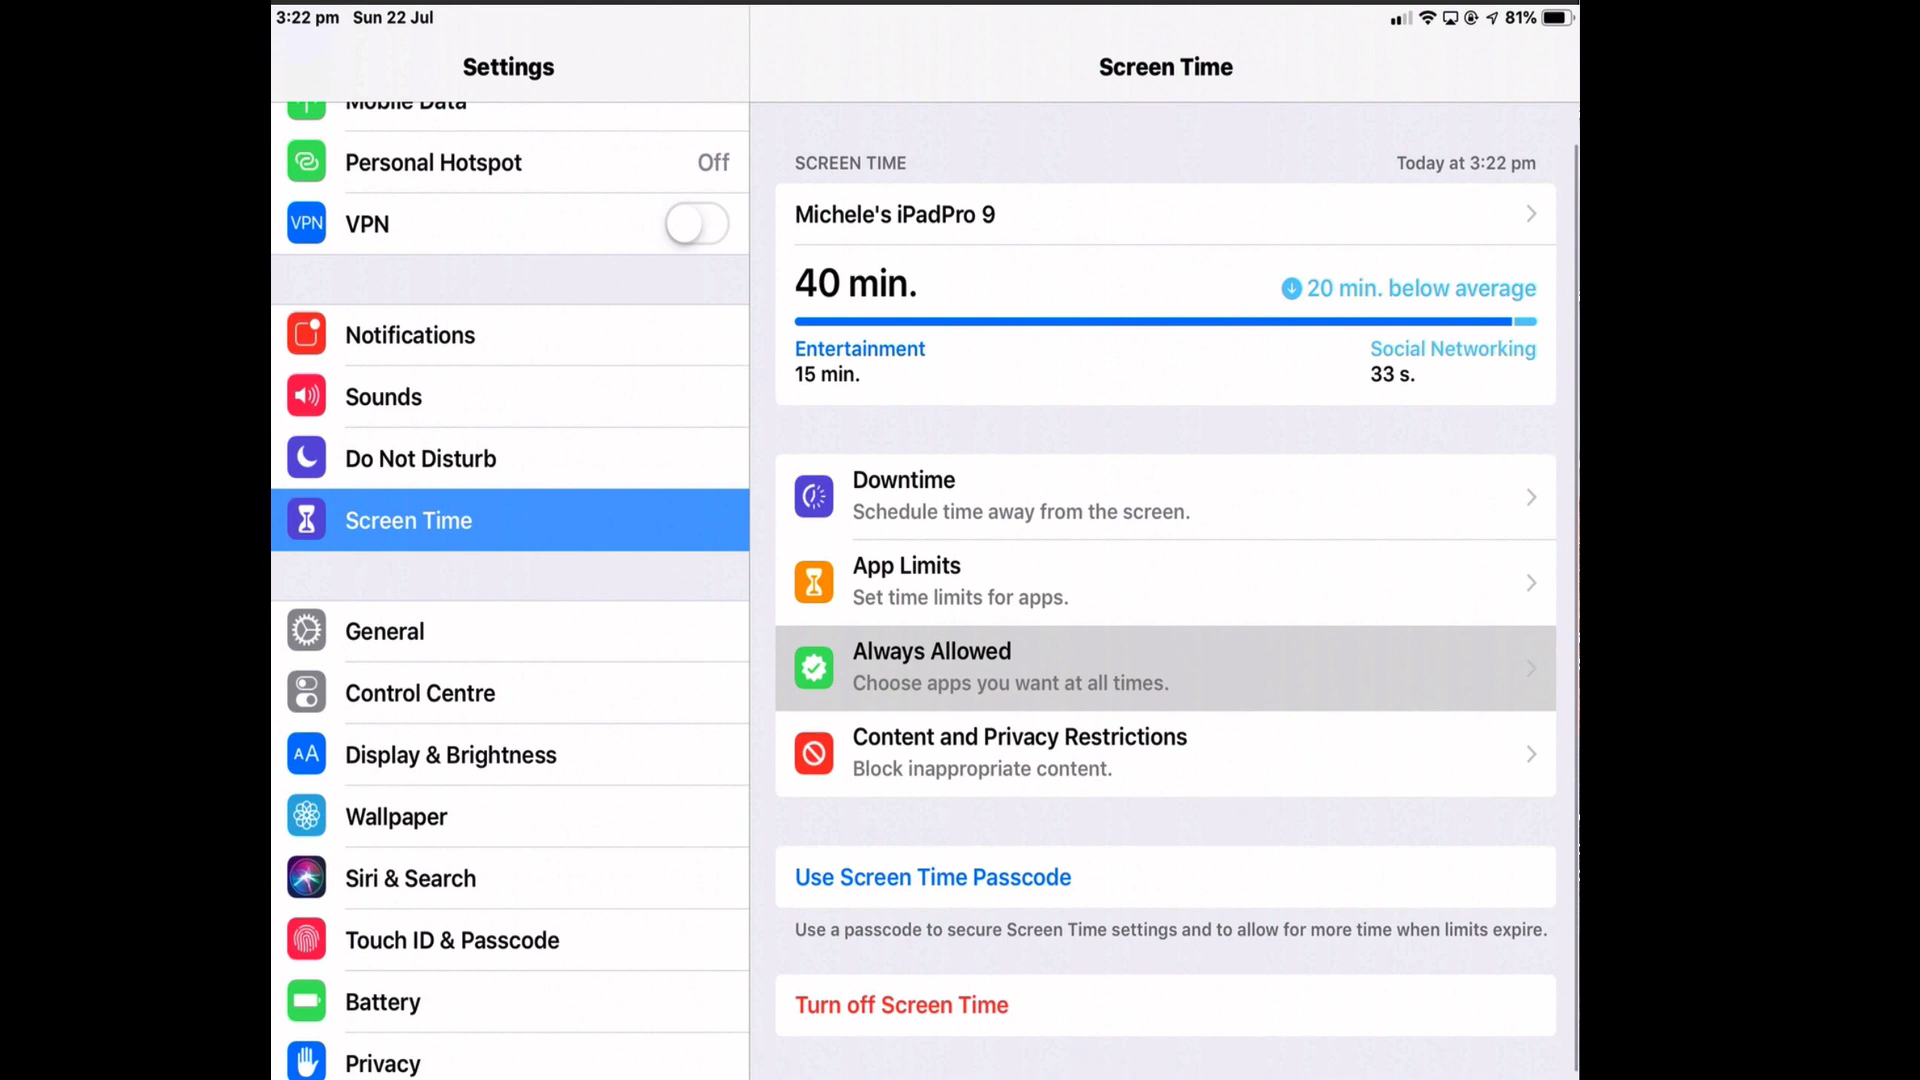 3:22 pm Sun 22 Jul
81%
Settings
Mobile Data
Personal Hotspot Off
VPN VPN
Notifications
Sounds
Do Not Disturb
Screen Time
General
Control Centre
AA Display & Brightness
Wallpaper
Siri & Search
Touch ID & Passcode
Battery
Privacy
Screen Time
SCREEN TIME Today at 3:22 pm
Michele's iPadPro 9
40 min. 20 min. below average
Entertainment Social Networking
15 min. 33 s.
Downtime
Schedule time away from the screen.
App Limits
Set time limits for apps.
Always Allowed
Choose apps you want at all times.
Content and Privacy Restrictions
Block inappropriate content.
Use Screen Time Passcode
Use a passcode to secure Screen Time settings and to allow for more time when limits expire.
Turn off Screen Time